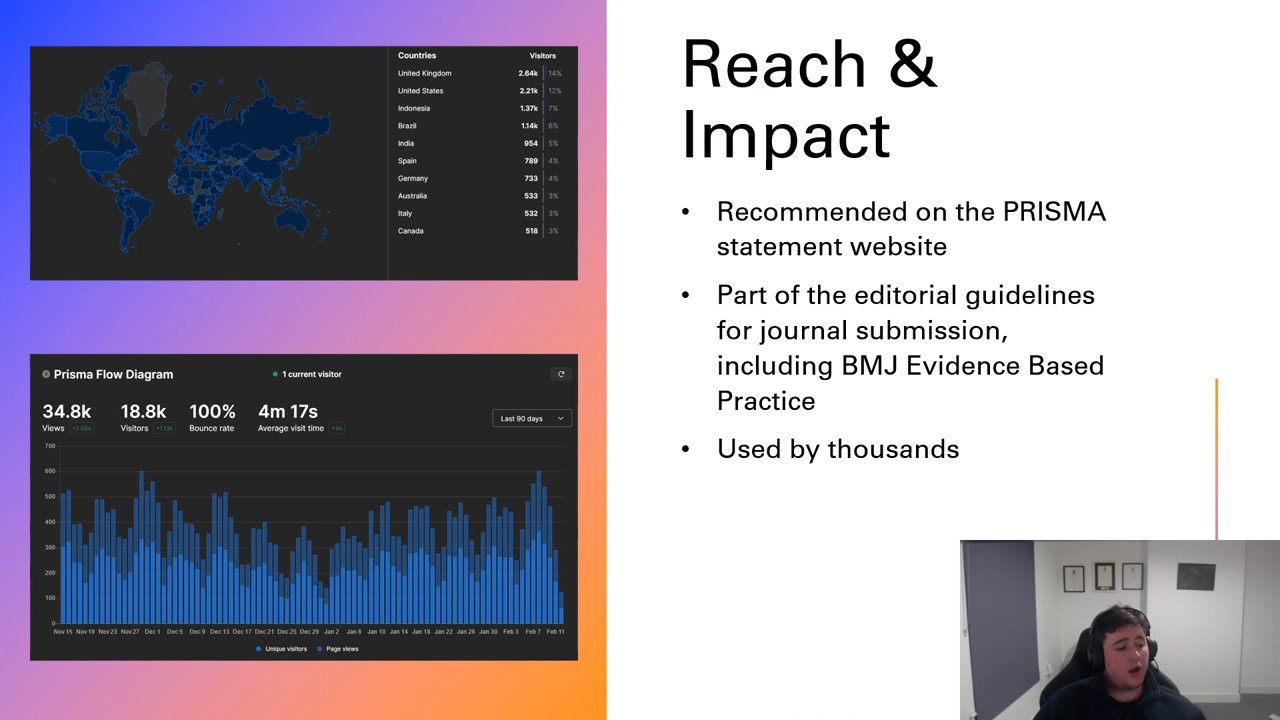 Countries Visitors
United Kingdom 2.64k 14%
United States 2.21k 12%
Indonesia 1.37k 7%
Brazil 1.14k 6%
India 954 5%
Spain 789 4%
Germany 733 4%
Australia 533 3%
Italy 532 3%
Canada 518 3%
Prisma Flow Diagram 1 current visitor
34.8k 18.8k 100% 4m 17s
Views +2.08k Visitors +1.13k Bounce rate Average visit time +4s
Last 90 days
700
600
500
400
300
200
100
0
Nov 15 Nov 19 Nov 23 Nov 27 Dec 1 Dec 5 Dec 9 Dec 13 Dec 17 Dec 21 Dec 25 Dec 29 Jan 2 Jan 6 Jan 10 Jan 14 Jan 18 Jan 22 Jan 26 Jan 30 Feb 3 Feb 7 Feb 11
Unique visitors Page views
Reach &
Impact
• Recommended on the PRISMA
statement website
• Part of the editorial guidelines
for journal submission,
including BMJ Evidence Based
Practice
• Used by thousands